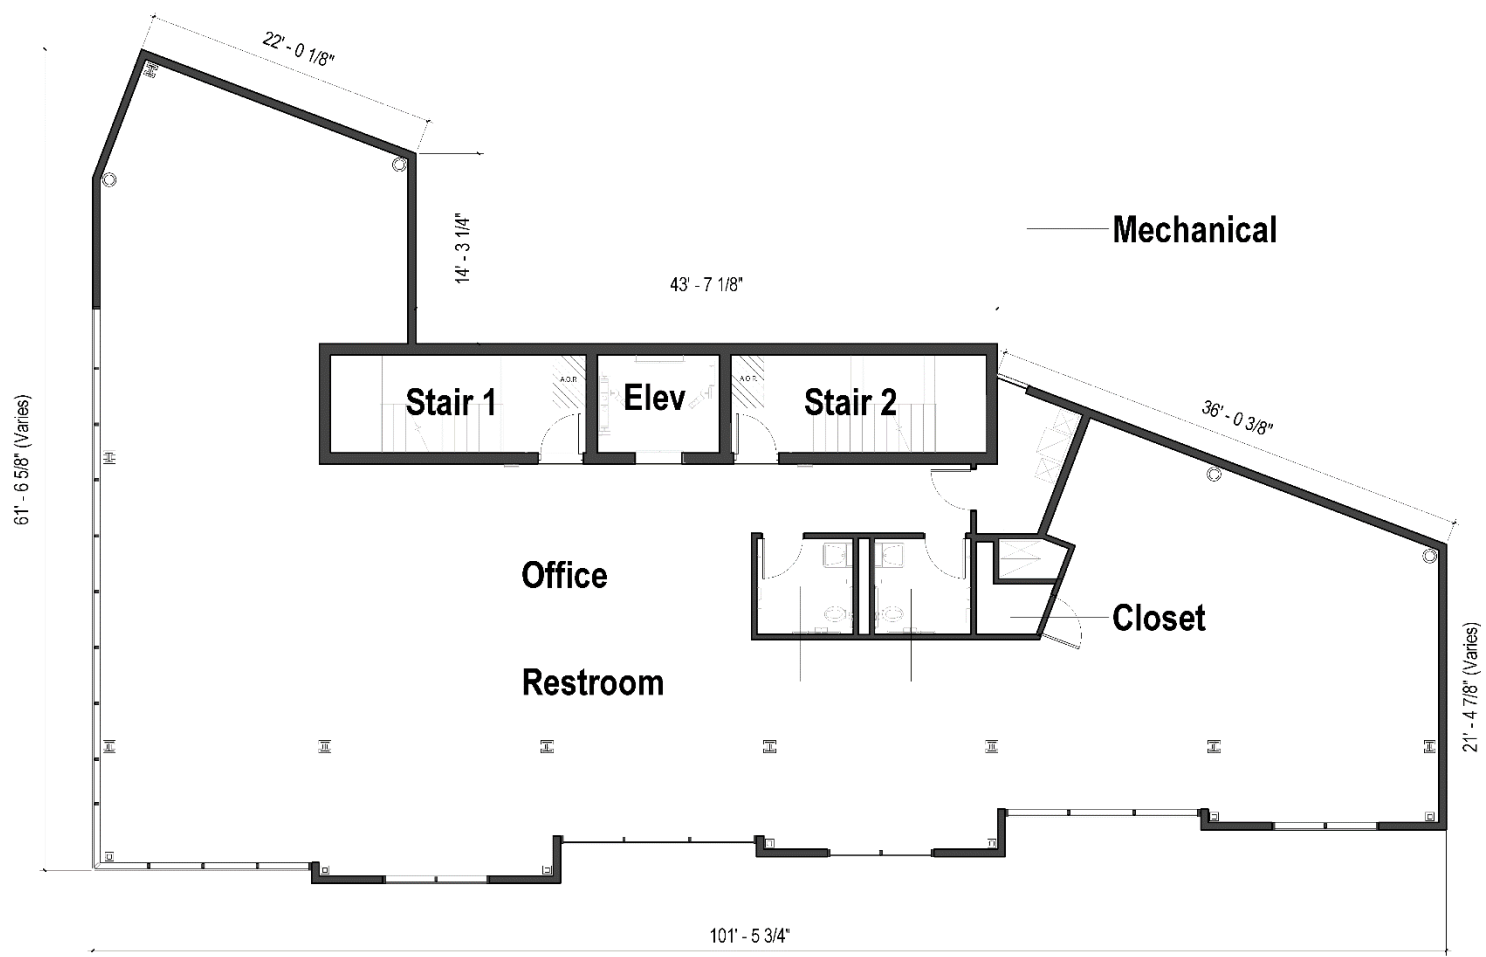 22' - 0 1/8"
14' - 3 1/4"
Mechanical
43' - 7 1/8"
Stair 1
A.O.R.
Elev
A.O.R.
Stair 2
36' - 0 3/8"
61' - 6 5/8" (Varies)
Office
Closet
Restroom
21' - 4 7/8" (Varies)
101' - 5 3/4"